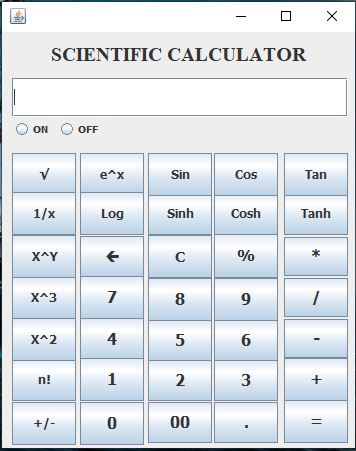 SCIENTIFIC CALCULATOR
ON OFF
√ e^x Sin Cos Tan
1/x Log Sinh Cosh Tanh
X^Y ← C % *
X^3 7 8 9 /
X^2 4 5 6 -
n! 1 2 3 +
+/- 0 00 . =